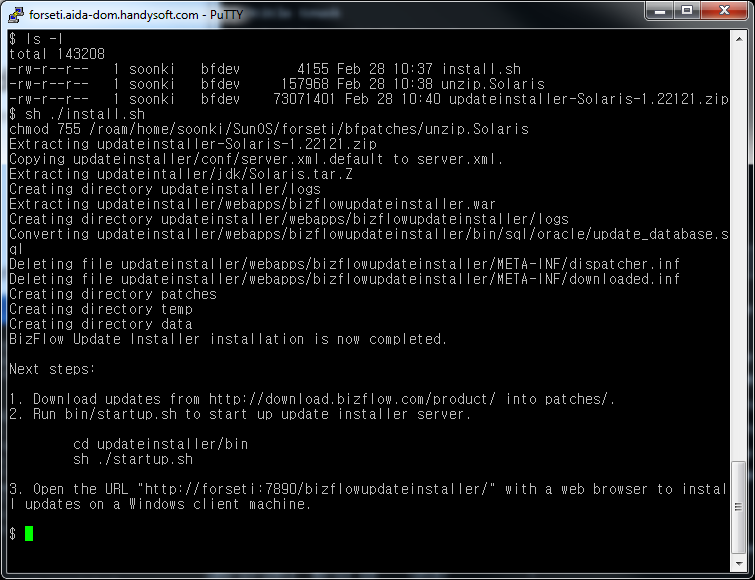 forseti.aida-dom.handysoft.com - PuTTY
$ ls -l
total 143208
-rw-r--r--   1 soonki   bfdev       4155 Feb 28 10:37 install.sh
-rw-r--r--   1 soonki   bfdev     157968 Feb 28 10:38 unzip.Solaris
-rw-r--r--   1 soonki   bfdev    73071401 Feb 28 10:40 updateinstaller-Solaris-1.22121.zip
$ sh ./install.sh
chmod 755 /roam/home/soonki/SunOS/forseti/bfpatches/unzip.Solaris
Extracting updateinstaller-Solaris-1.22121.zip
Copying updateinstaller/conf/server.xml.default to server.xml.
Extracting updateintaller/jdk/Solaris.tar.Z
Creating directory updateinstaller/logs
Extracting updateinstaller/webapps/bizflowupdateinstaller.war
Creating directory updateinstaller/webapps/bizflowupdateinstaller/logs
Converting updateinstaller/webapps/bizflowupdateinstaller/bin/sql/oracle/update_database.s
ql
Deleting file updateinstaller/webapps/bizflowupdateinstaller/META-INF/dispatcher.inf
Deleting file updateinstaller/webapps/bizflowupdateinstaller/META-INF/downloaded.inf
Creating directory patches
Creating directory temp
Creating directory data
BizFlow Update Installer installation is now completed.
Next steps:
1. Download updates from http://download.bizflow.com/product/ into patches/.
2. Run bin/startup.sh to start up update installer server.
cd updateinstaller/bin
sh ./startup.sh
3. Open the URL "http://forseti:7890/bizflowupdateinstaller/" with a web browser to instal
l updates on a Windows client machine.
$